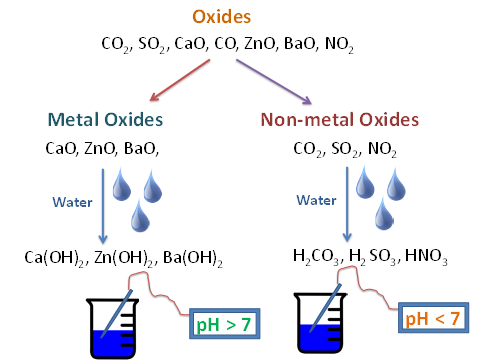 Oxides
CO₂, SO₂, CaO, CO, ZnO, BaO, NO₂
Metal Oxides
Non-metal Oxides
CaO, ZnO, BaO,
CO₂, SO₂, NO₂
Water
Water
Ca(OH)₂, Zn(OH)₂, Ba(OH)₂
H₂CO₃, H₂ SO₃, HNO₃
pH > 7
pH < 7